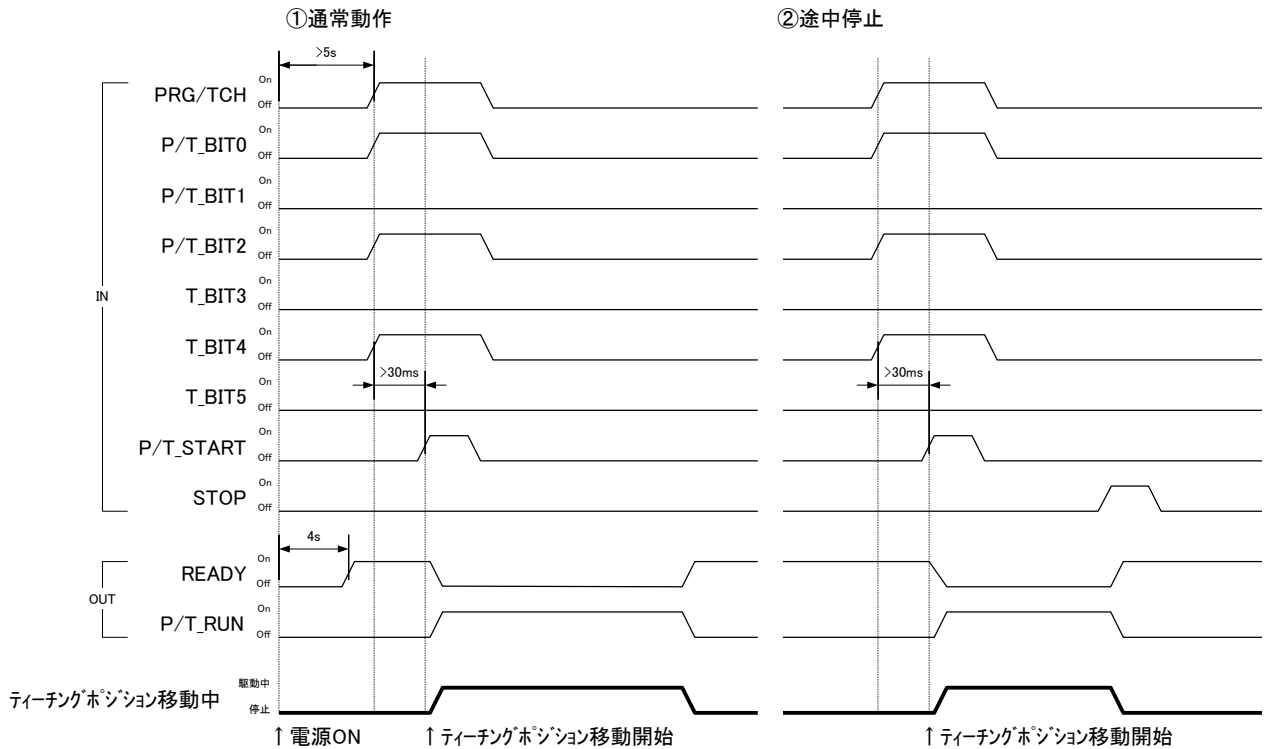 ①通常動作
②途中停止
>5s
PRG/TCH On Off
P/T_BIT0 On Off
P/T_BIT1 On Off
P/T_BIT2 On Off
IN
T_BIT3 On Off
T_BIT4 On Off
>30ms
>30ms
T_BIT5 On Off
P/T_START On Off
STOP On Off
4s
READY On Off
OUT
P/T_RUN On Off
ティーチングポジション移動中 駆動中 停止
↑電源ON
↑ティーチングポジション移動開始
↑ティーチングポジション移動開始